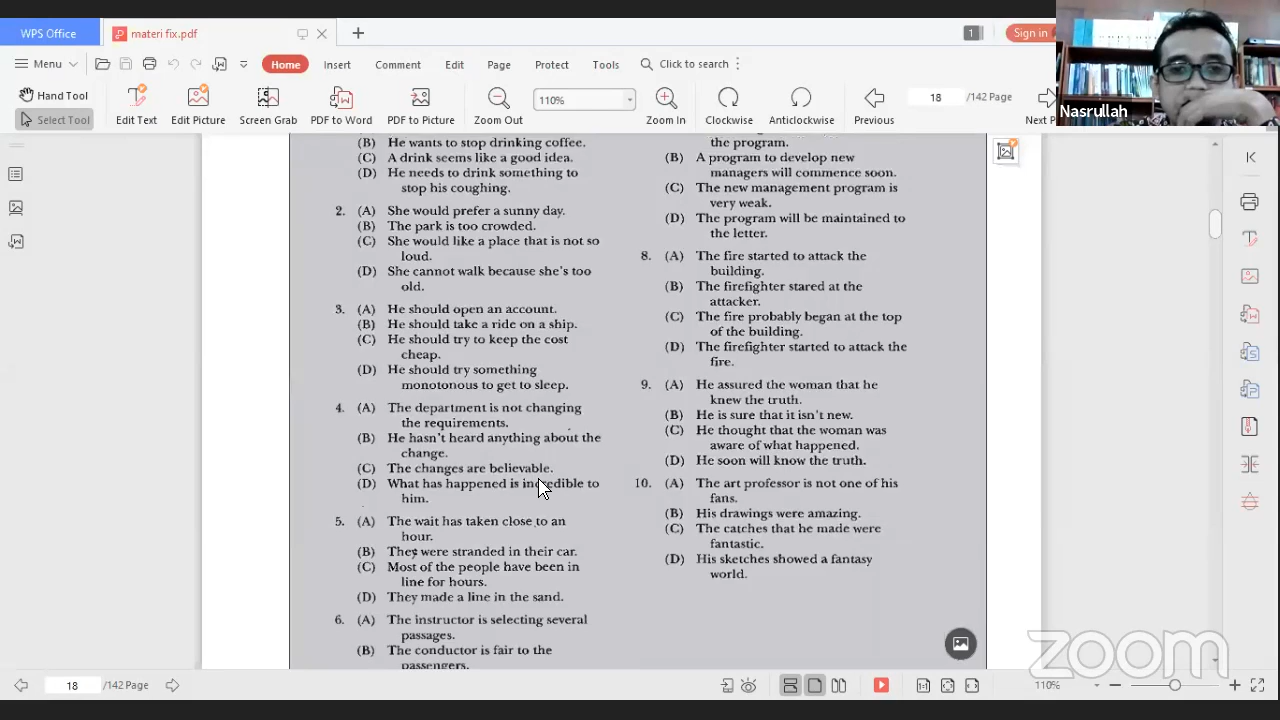 WPS Office
materi fix.pdf
1
Sign in
Menu
Home
Insert
Comment
Edit
Page
Protect
Tools
Click to search
Hand Tool
Select Tool
Edit Text
Edit Picture
Screen Grab
PDF to Word
PDF to Picture
Zoom Out
110%
Zoom In
Clockwise
Anticlockwise
Previous
18
/142 Page
Next
Nasrullah
(B) He wants to stop drinking coffee.
(C) A drink seems like a good idea.
(D) He needs to drink something to
stop his coughing.
2. (A) She would prefer a sunny day.
(B) The park is too crowded.
(C) She would like a place that is not so
loud.
(D) She cannot walk because she's too
old.
3. (A) He should open an account.
(B) He should take a ride on a ship.
(C) He should try to keep the cost
cheap.
(D) He should try something
monotonous to get to sleep.
4. (A) The department is not changing
the requirements.
(B) He hasn't heard anything about the
change.
(C) The changes are believable.
(D) What has happened is incredible to
him.
5. (A) The wait has taken close to an
hour.
(B) They were stranded in their car.
(C) Most of the people have been in
line for hours.
(D) They made a line in the sand.
6. (A) The instructor is selecting several
passages.
(B) The conductor is fair to the
passengers.
the program.
(B) A program to develop new
managers will commence soon.
(C) The new management program is
very weak.
(D) The program will be maintained to
the letter.
8. (A) The fire started to attack the
building.
(B) The firefighter stared at the
attacker.
(C) The fire probably began at the top
of the building.
(D) The firefighter started to attack the
fire.
9. (A) He assured the woman that he
knew the truth.
(B) He is sure that it isn't new.
(C) He thought that the woman was
aware of what happened.
(D) He soon will know the truth.
10. (A) The art professor is not one of his
fans.
(B) His drawings were amazing.
(C) The catches that he made were
fantastic.
(D) His sketches showed a fantasy
world.
zoom
18
/142 Page
110%